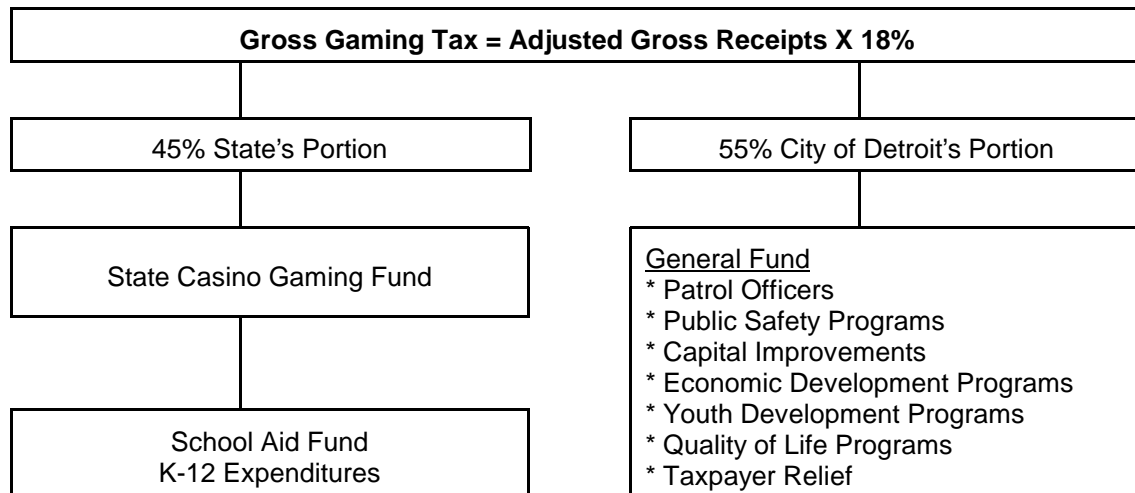 Gross Gaming Tax = Adjusted Gross Receipts X 18%
45% State's Portion
55% City of Detroit's Portion
State Casino Gaming Fund
General Fund
* Patrol Officers
* Public Safety Programs
* Capital Improvements
* Economic Development Programs
* Youth Development Programs
* Quality of Life Programs
* Taxpayer Relief
School Aid Fund
K-12 Expenditures